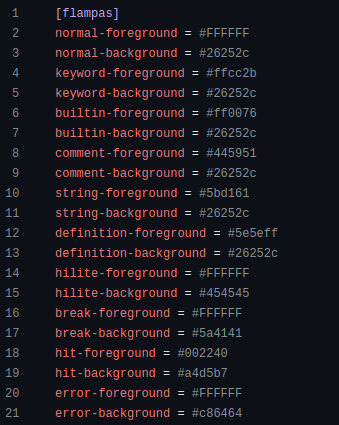 1 [flampas]
2 normal-foreground = #FFFFFF
3 normal-background = #26252c
4 keyword-foreground = #ffcc2b
5 keyword-background = #26252c
6 builtin-foreground = #ff0076
7 builtin-background = #26252c
8 comment-foreground = #445951
9 comment-background = #26252c
10 string-foreground = #5bd161
11 string-background = #26252c
12 definition-foreground = #5e5eff
13 definition-background = #26252c
14 hilite-foreground = #FFFFFF
15 hilite-background = #454545
16 break-foreground = #FFFFFF
17 break-background = #5a4141
18 hit-foreground = #002240
19 hit-background = #a4d5b7
20 error-foreground = #FFFFFF
21 error-background = #c86464